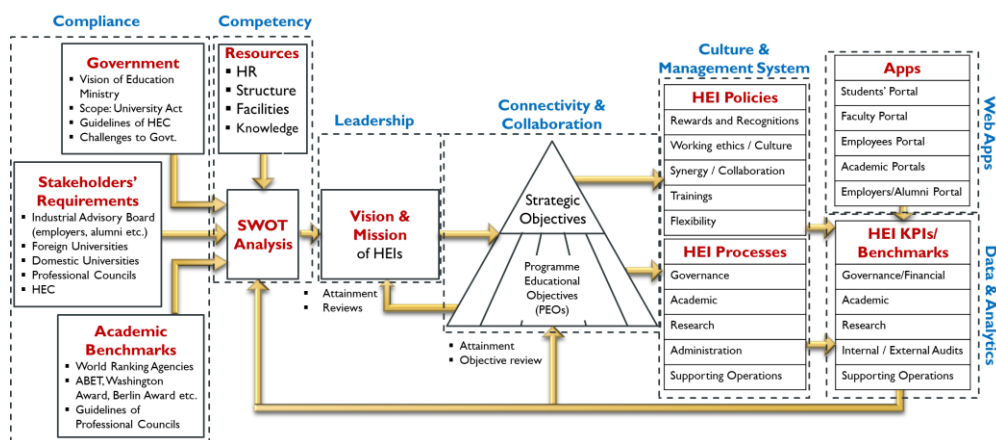 Compliance
Government
▪ Vision of Education
Ministry
▪ Scope: University Act
▪ Guidelines of HEC
▪ Challenges to Govt.
Stakeholders'
Requirements
▪ Industrial Advisory Board
(employers, alumni etc.)
▪ Foreign Universities
▪ Domestic Universities
▪ Professional Councils
▪ HEC
Academic
Benchmarks
▪ World Ranking Agencies
▪ ABET, Washington
Award, Berlin Award etc.
▪ Guidelines of
Professional Councils
Competency
Resources
▪ HR
▪ Structure
▪ Facilities
▪ Knowledge
SWOT
Analysis
Leadership
Vision &
Mission
of HEIs
▪ Attainment
▪ Reviews
Connectivity &
Collaboration
Strategic
Objectives
Programme
Educational
Objectives
(PEOs)
▪ Attainment
▪ Objective review
Culture &
Management System
HEI Policies
Rewards and Recognitions
Working ethics / Culture
Synergy / Collaboration
Trainings
Flexibility
HEI Processes
Governance
Academic
Research
Administration
Supporting Operations
Apps
Students' Portal
Faculty Portal
Employees Portal
Academic Portals
Employers/Alumni Portal
Web Apps
HEI KPIs/
Benchmarks
Governance/Financial
Academic
Research
Internal / External Audits
Supporting Operations
Data & Analytics